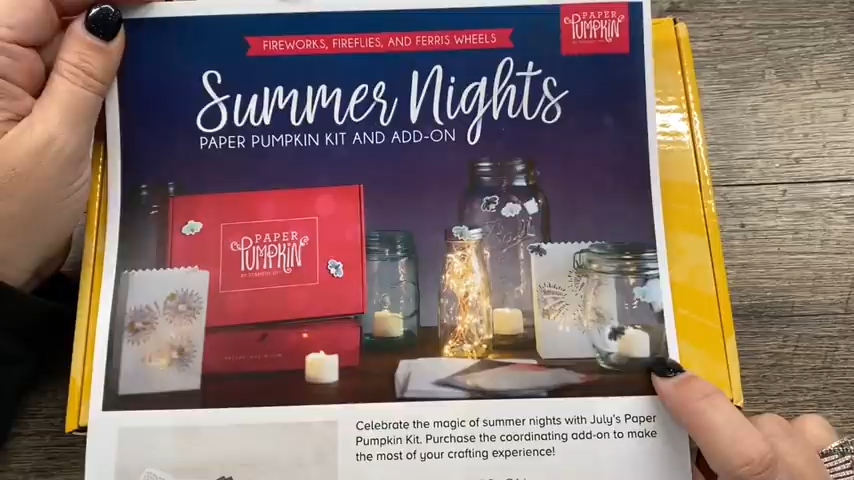 FIREWORKS, FIREFLIES, AND FERRIS WHEELS
PAPER
PUMPKIN
Summer Nights
PAPER PUMPKIN KIT AND ADD-ON
PAPER
PUMPKIN
Celebrate the magic of summer nights with July's Paper
Pumpkin Kit. Purchase the coordinating add-on to make
the most of your crafting experience!